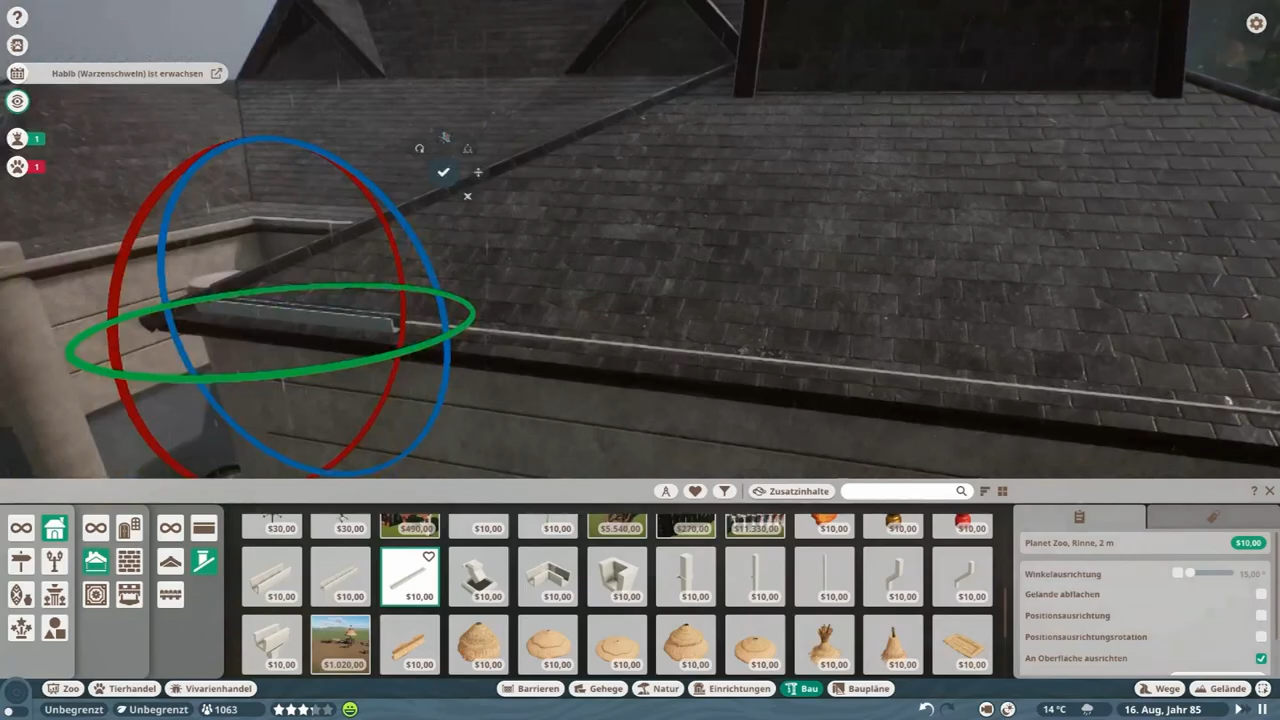 ?
Habib (Warzenschwein) ist erwachsen
1
1
Zusatzinhalte
? ×
$30,00 $30,00 $490,00 $10,00 $10,00 $5.540,00 $270,00 $11.330,00 $10,00 $10,00 $10,00
$10,00 $10,00 $10,00 $10,00 $10,00 $10,00 $10,00 $10,00 $10,00 $10,00 $10,00
$10,00 $1.020,00 $10,00 $10,00 $10,00 $10,00 $10,00 $10,00 $10,00 $10,00 $10,00
Planet Zoo, Rinne, 2 m $10,00
Winkelausrichtung 15,00 °
Gelände abflachen
Positionsausrichtung
Positionsausrichtungsrotation
An Oberfläche ausrichten
Zoo Tierhandel Vivarienhandel Barrieren Gehege Natur Einrichtungen Bau Baupläne Wege Gelände
Unbegrenzt Unbegrenzt 1063 14 °C 16. Aug, Jahr 85